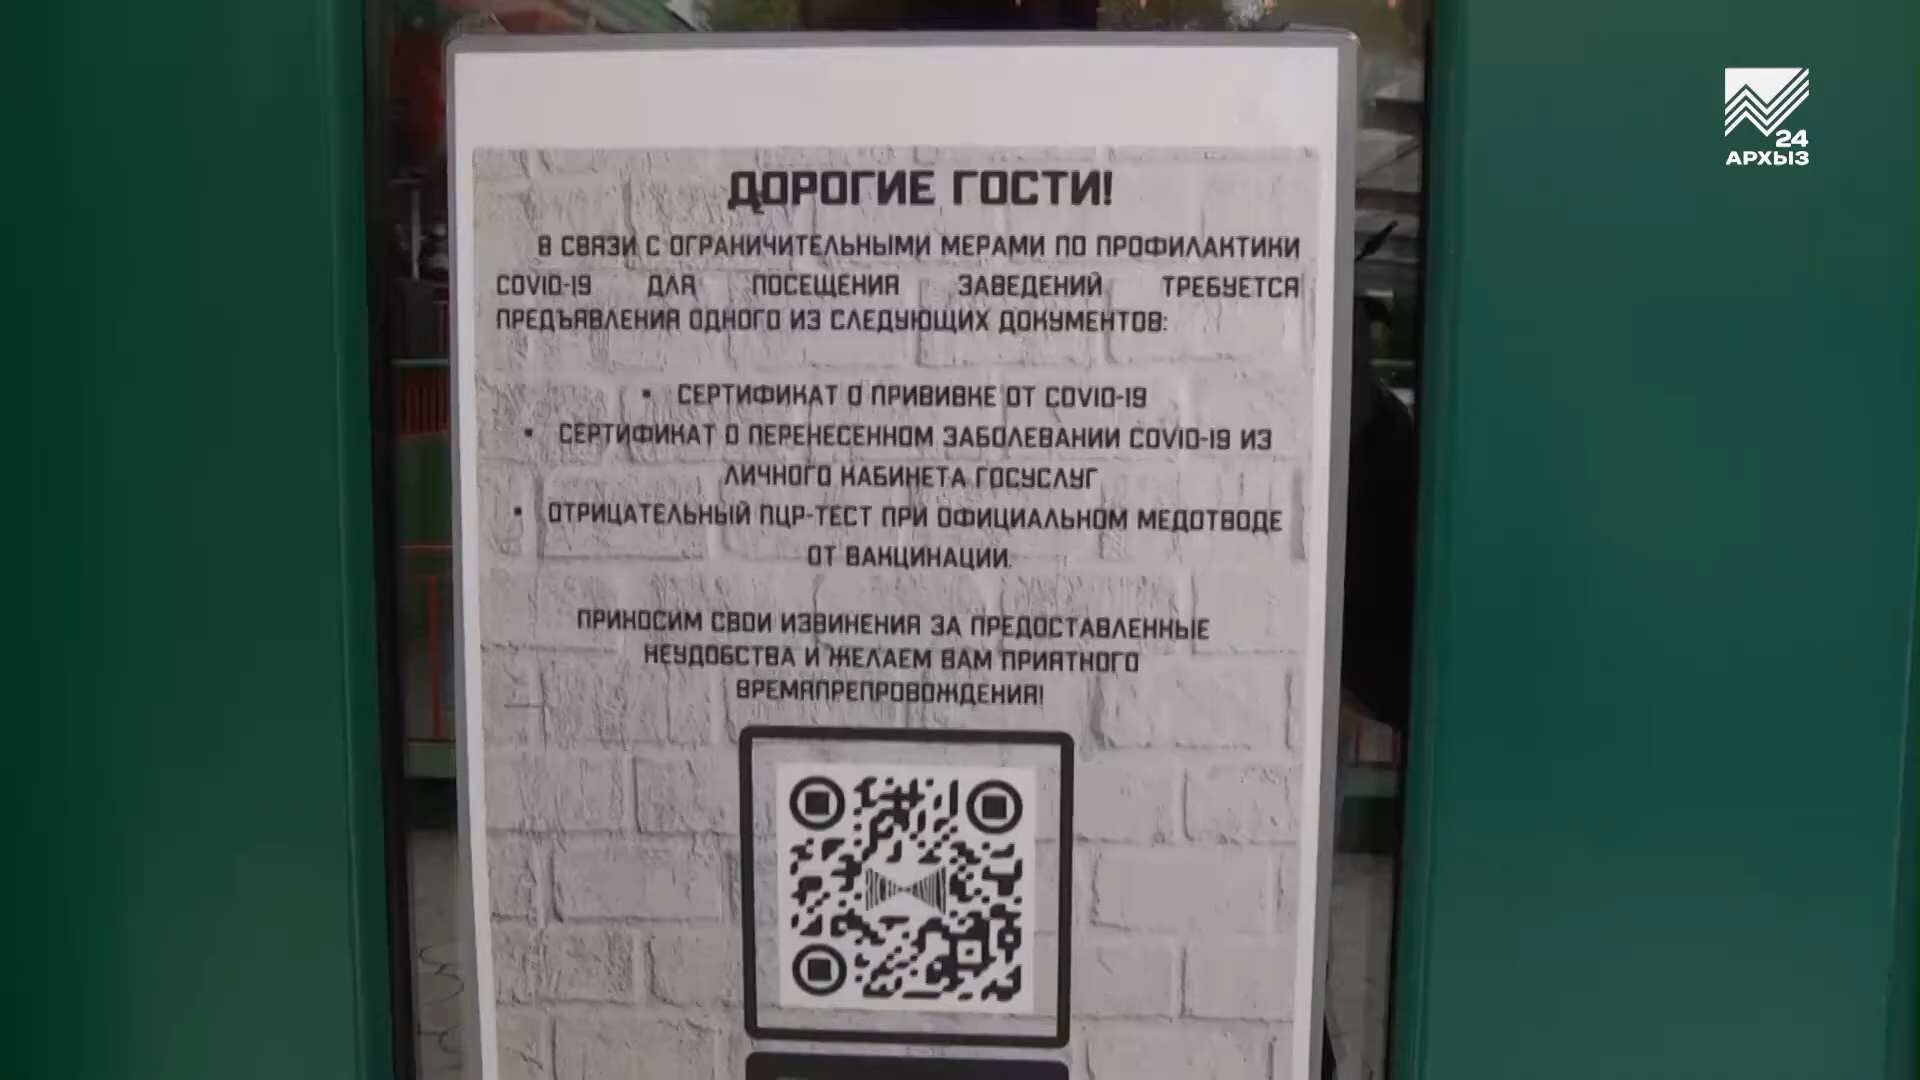 ДОРОГИЕ ГОСТИ!
В СВЯЗИ С ОГРАНИЧИТЕЛЬНЫМИ МЕРАМИ ПО ПРОФИЛАКТИКИ
COVID-19 ДЛЯ ПОСЕЩЕНИЯ ЗАВЕДЕНИЙ ТРЕБУЕТСЯ
ПРЕДЪЯВЛЕНИЯ ОДНОГО ИЗ СЛЕДУЮЩИХ ДОКУМЕНТОВ:
• СЕРТИФИКАТ О ПРИВИВКЕ ОТ COVID-19
• СЕРТИФИКАТ О ПЕРЕНЕСЕННОМ ЗАБОЛЕВАНИИ COVID-19 ИЗ
ЛИЧНОГО КАБИНЕТА ГОСУСЛУГ
• ОТРИЦАТЕЛЬНЫЙ ПЦР-ТЕСТ ПРИ ОФИЦИАЛЬНОМ МЕДОТВОДЕ
ОТ ВАКЦИНАЦИИ.
ПРИНОСИМ СВОИ ИЗВИНЕНИЯ ЗА ПРЕДОСТАВЛЕННЫЕ
НЕУДОБСТВА И ЖЕЛАЕМ ВАМ ПРИЯТНОГО
ВРЕМЯПРЕПРОВОЖДЕНИЯ!
24
АРХЫЗ